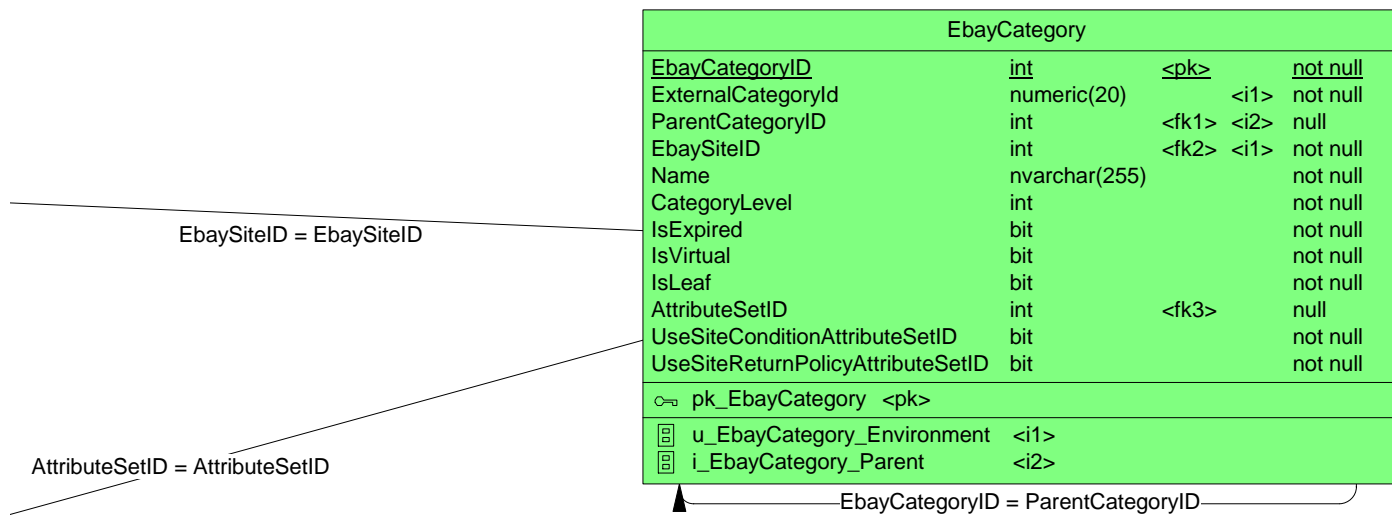 EbayCategory
EbayCategoryID int <pk> not null
ExternalCategoryId numeric(20) <i1> not null
ParentCategoryID int <fk1> <i2> null
EbaySiteID int <fk2> <i1> not null
Name nvarchar(255) not null
CategoryLevel int not null
IsExpired bit not null
IsVirtual bit not null
IsLeaf bit not null
AttributeSetID int <fk3> null
UseSiteConditionAttributeSetID bit not null
UseSiteReturnPolicyAttributeSetID bit not null
pk_EbayCategory <pk>
u_EbayCategory_Environment <i1>
i_EbayCategory_Parent <i2>
EbaySiteID = EbaySiteID
AttributeSetID = AttributeSetID
EbayCategoryID = ParentCategoryID